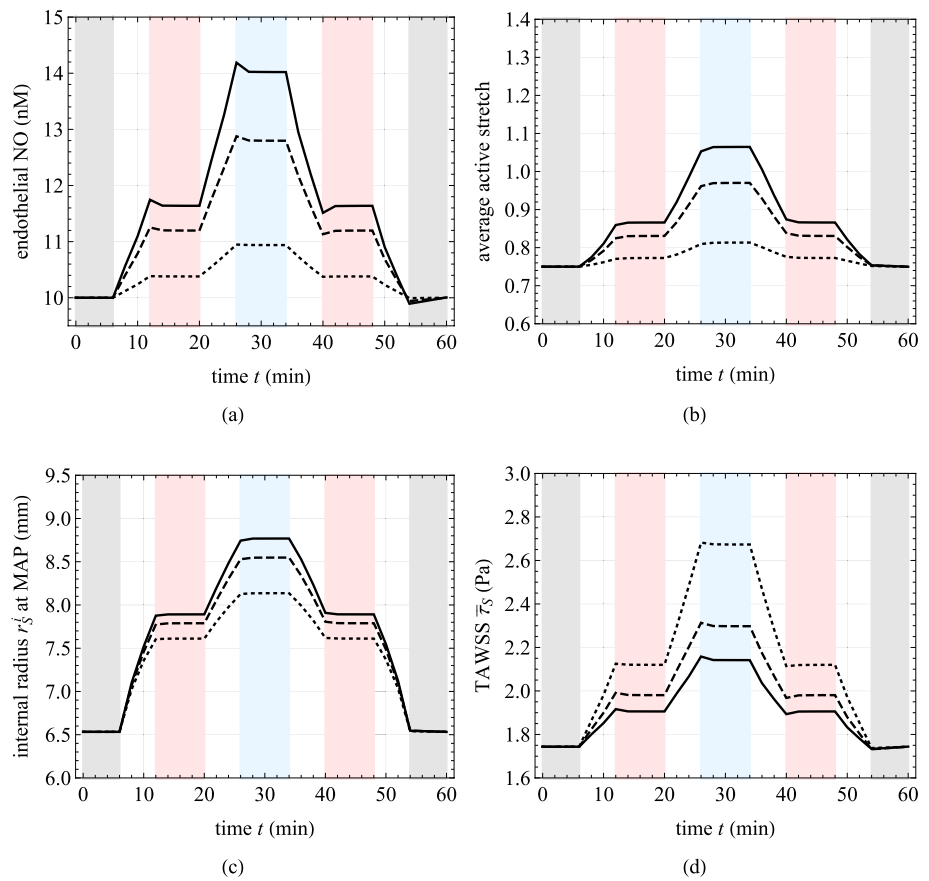 15
14
13
12
11
10
endothelial NO (nM)
0 10 20 30 40 50 60
time t (min)
(a)
1.4
1.3
1.2
1.1
1.0
0.9
0.8
0.7
0.6
average active stretch
0 10 20 30 40 50 60
time t (min)
(b)
9.5
9.0
8.5
8.0
7.5
7.0
6.5
6.0
internal radius r_S^i at MAP (mm)
0 10 20 30 40 50 60
time t (min)
(c)
3.0
2.8
2.6
2.4
2.2
2.0
1.8
1.6
TAWSS τ̿_S (Pa)
0 10 20 30 40 50 60
time t (min)
(d)